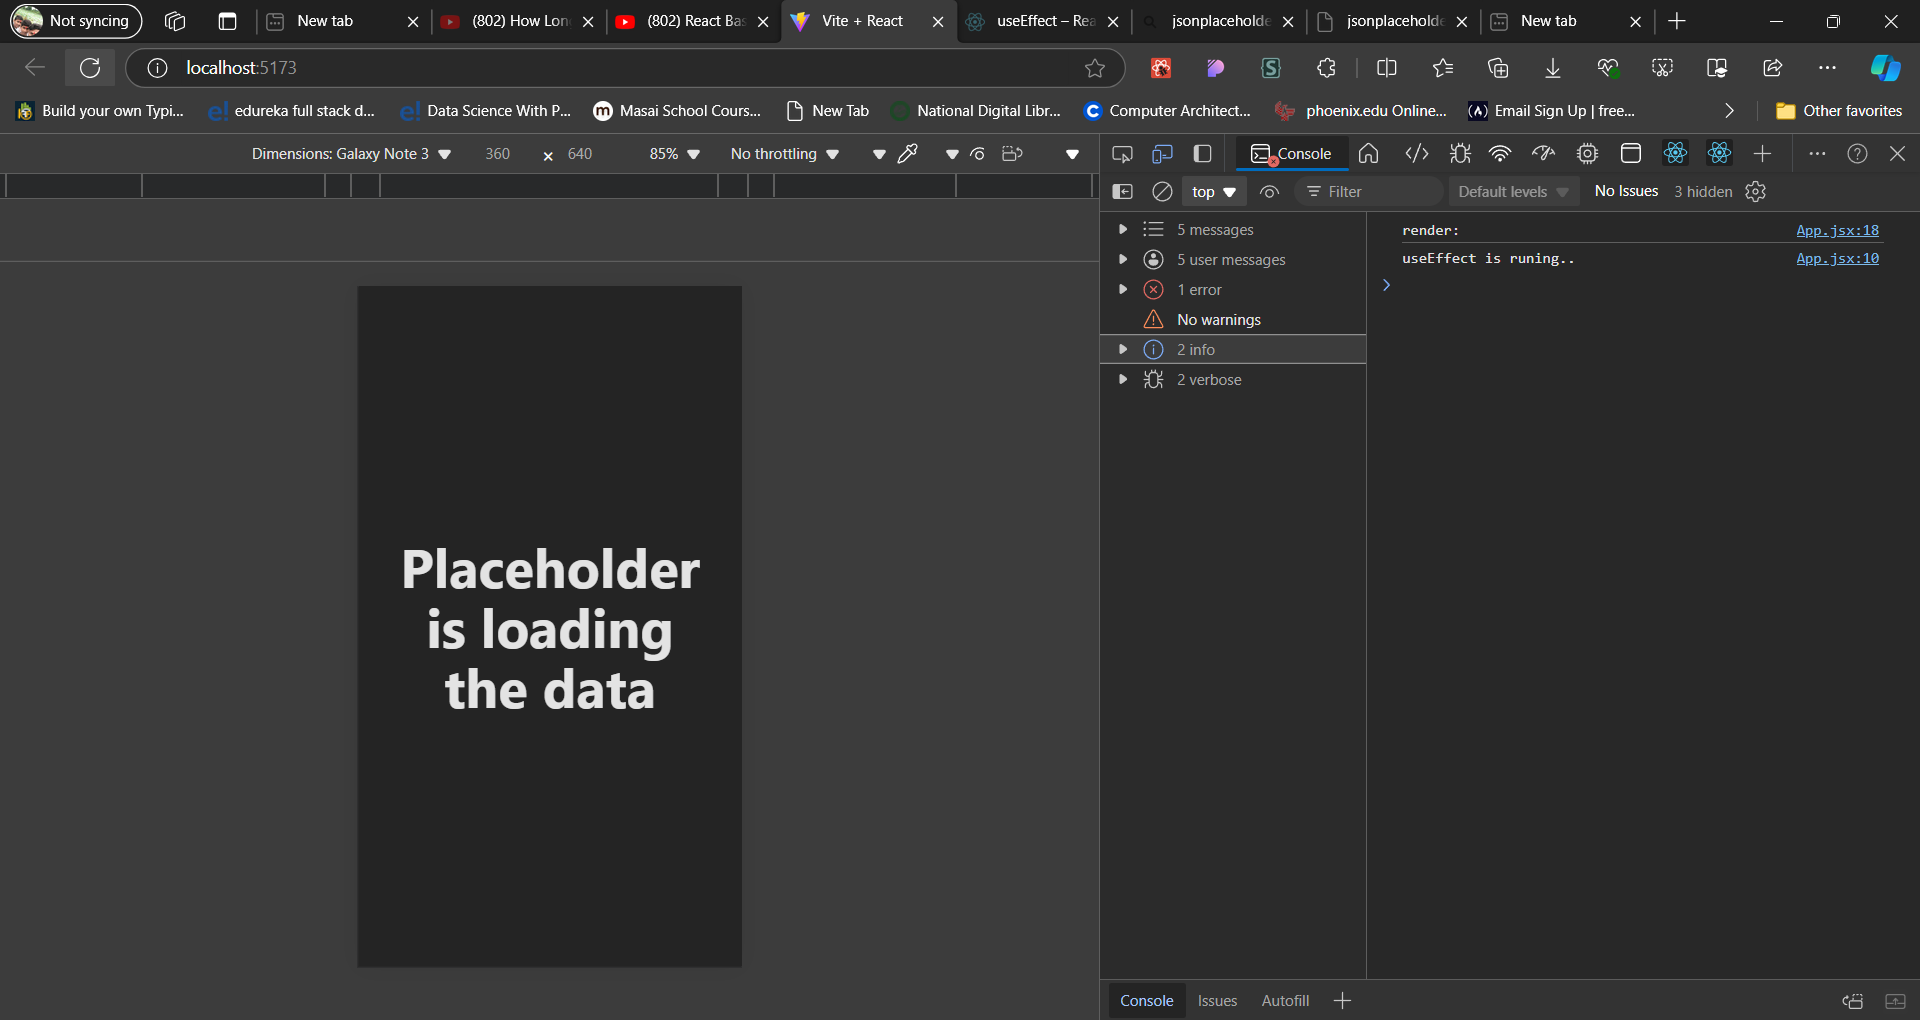 Not syncing
New tab
(802) How Lon
(802) React Bas
Vite + React
useEffect – Rea
jsonplaceholde
jsonplaceholde
New tab
localhost:5173
Build your own Typi...
edureka full stack d...
Data Science With P...
Masai School Cours...
New Tab
National Digital Libr...
Computer Architect...
phoenix.edu Online...
Email Sign Up | free...
Other favorites
Dimensions: Galaxy Note 3
360 × 640
85%
No throttling
Console
top
Filter
Default levels
No Issues
3 hidden
5 messages
5 user messages
1 error
No warnings
2 info
2 verbose
render:
App.jsx:18
useEffect is runing..
App.jsx:10
Placeholder
is loading
the data
Console
Issues
Autofill